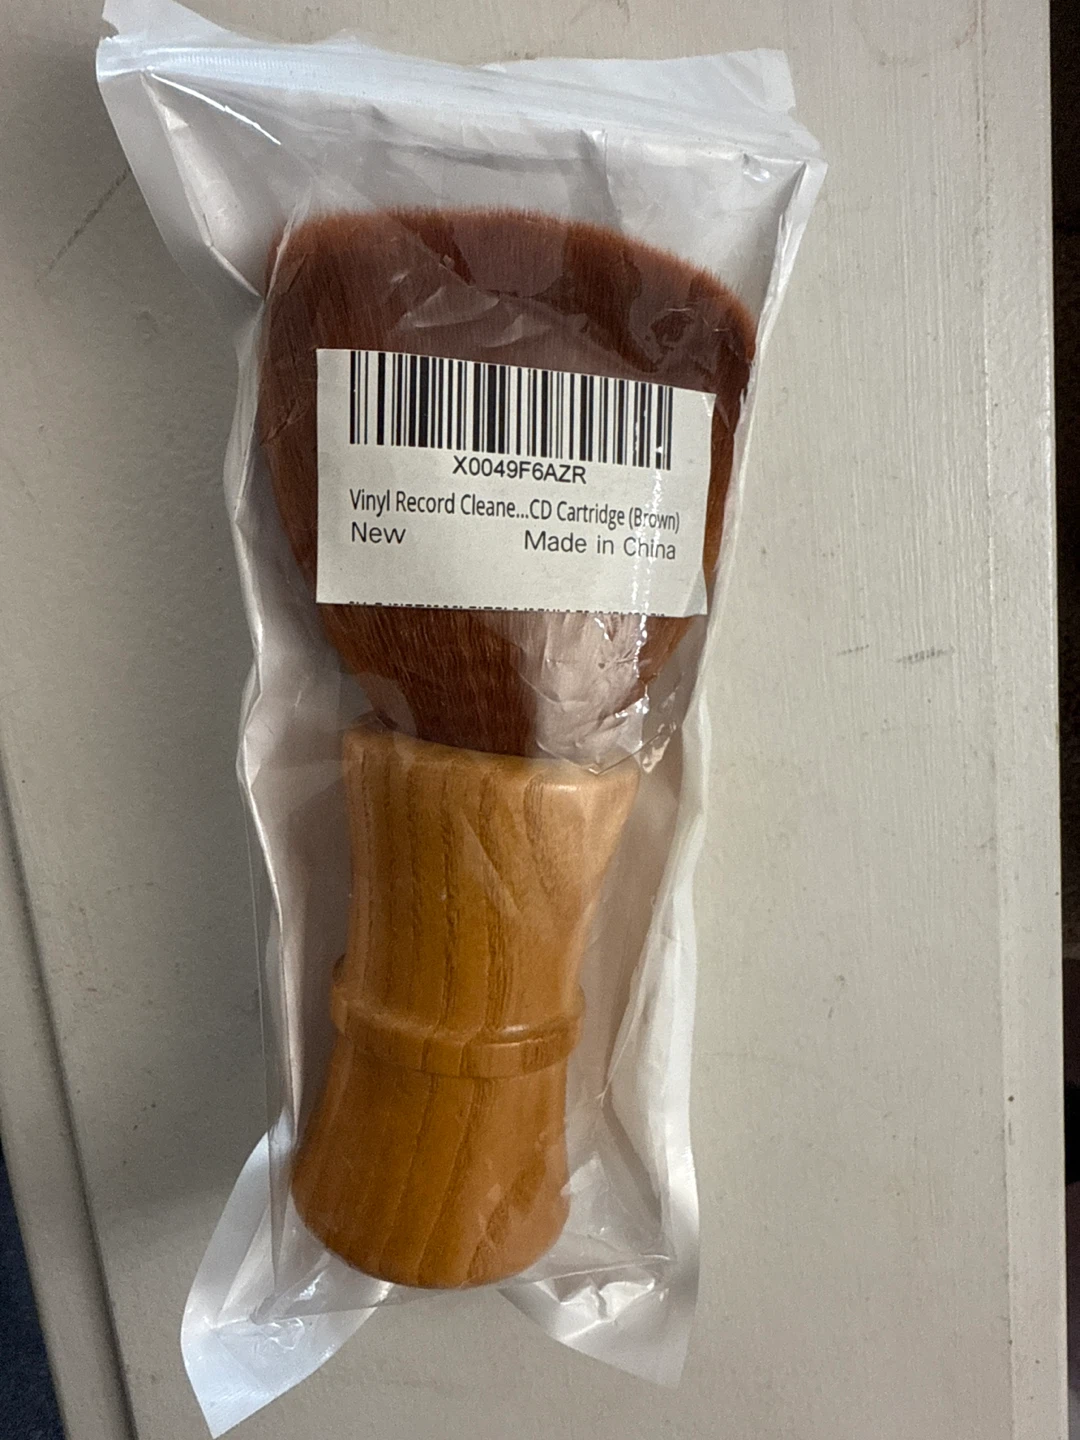 X0049F6AZR
Vinyl Record Cleane...CD Cartridge (Brown)
New Made in China